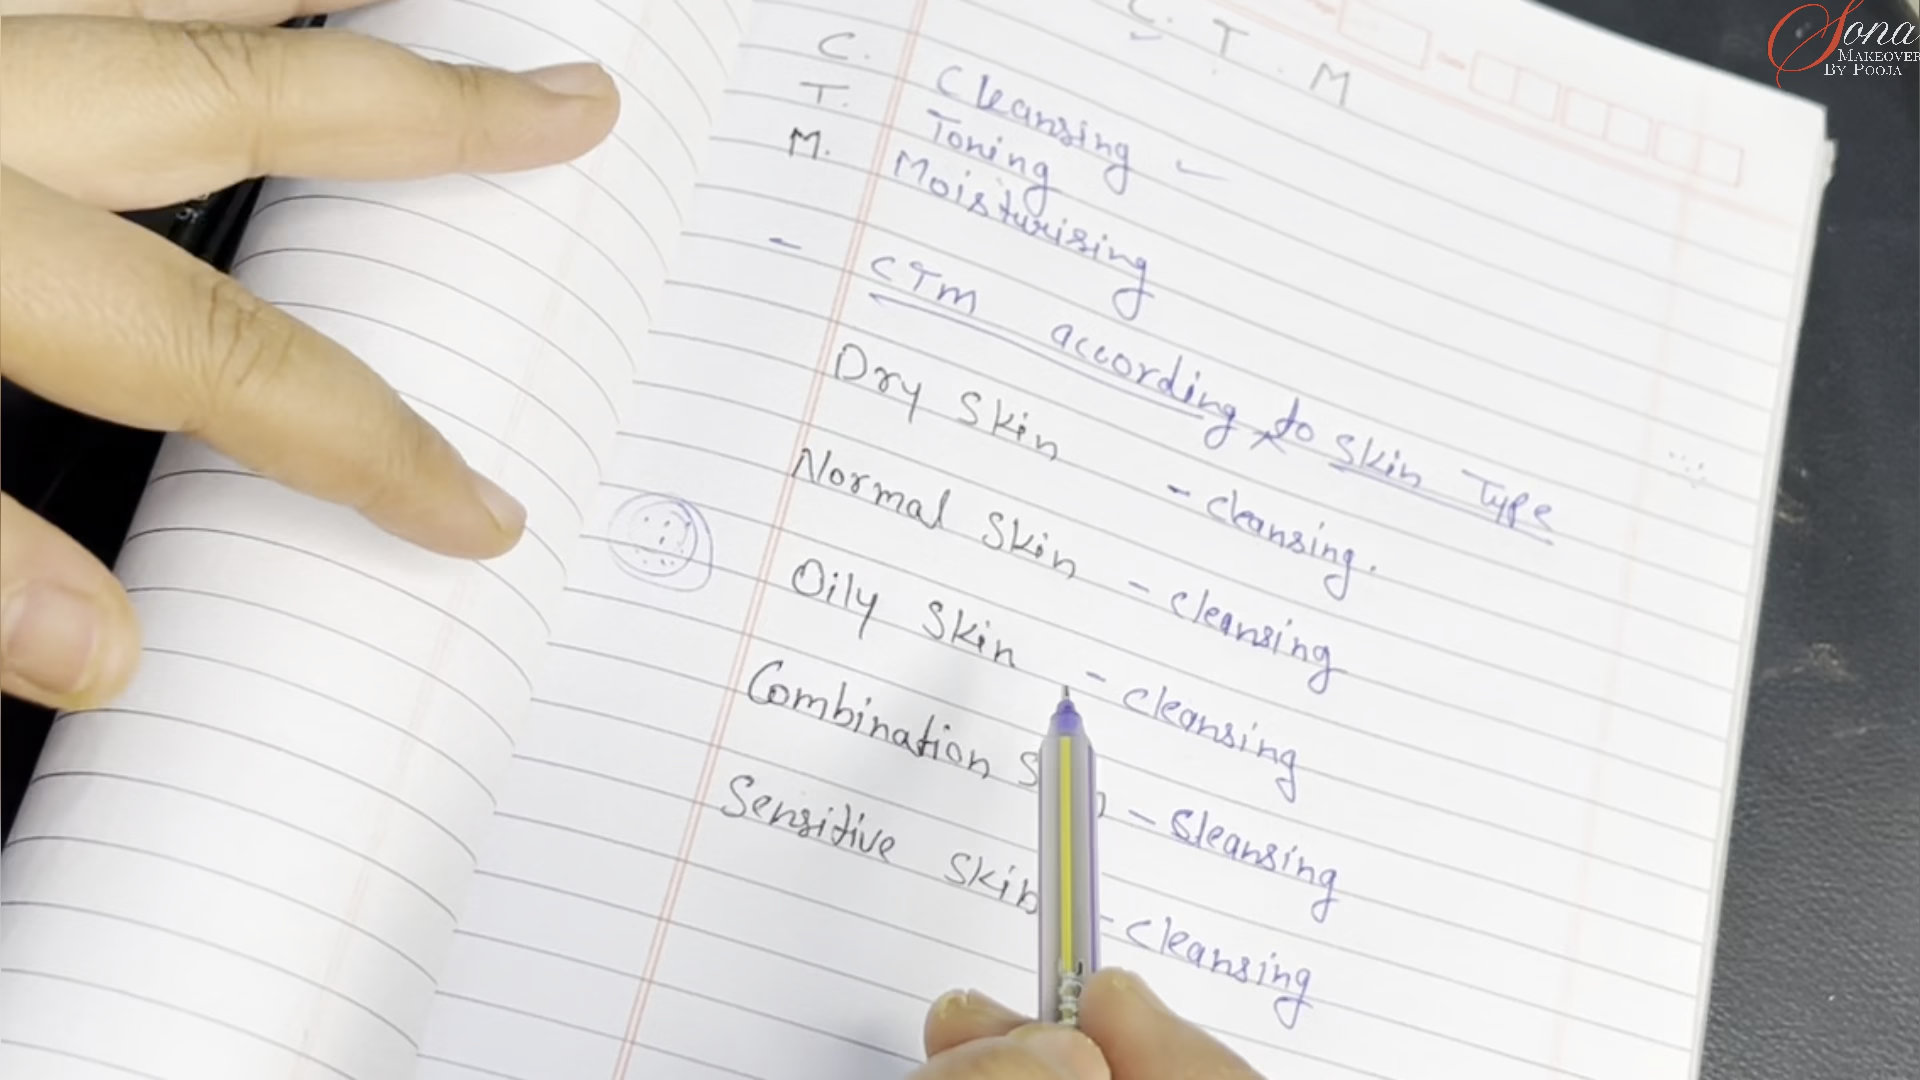 Sona
MAKEOVER
BY POOJA
C. T. M
C. Cleansing -
T. Toning
M. Moisturising
- CTM according to Skin Type
Dry Skin - cleansing.
Normal Skin - cleansing
Oily Skin - cleansing
Combination - Sleansing
Sensitive Skin - cleansing